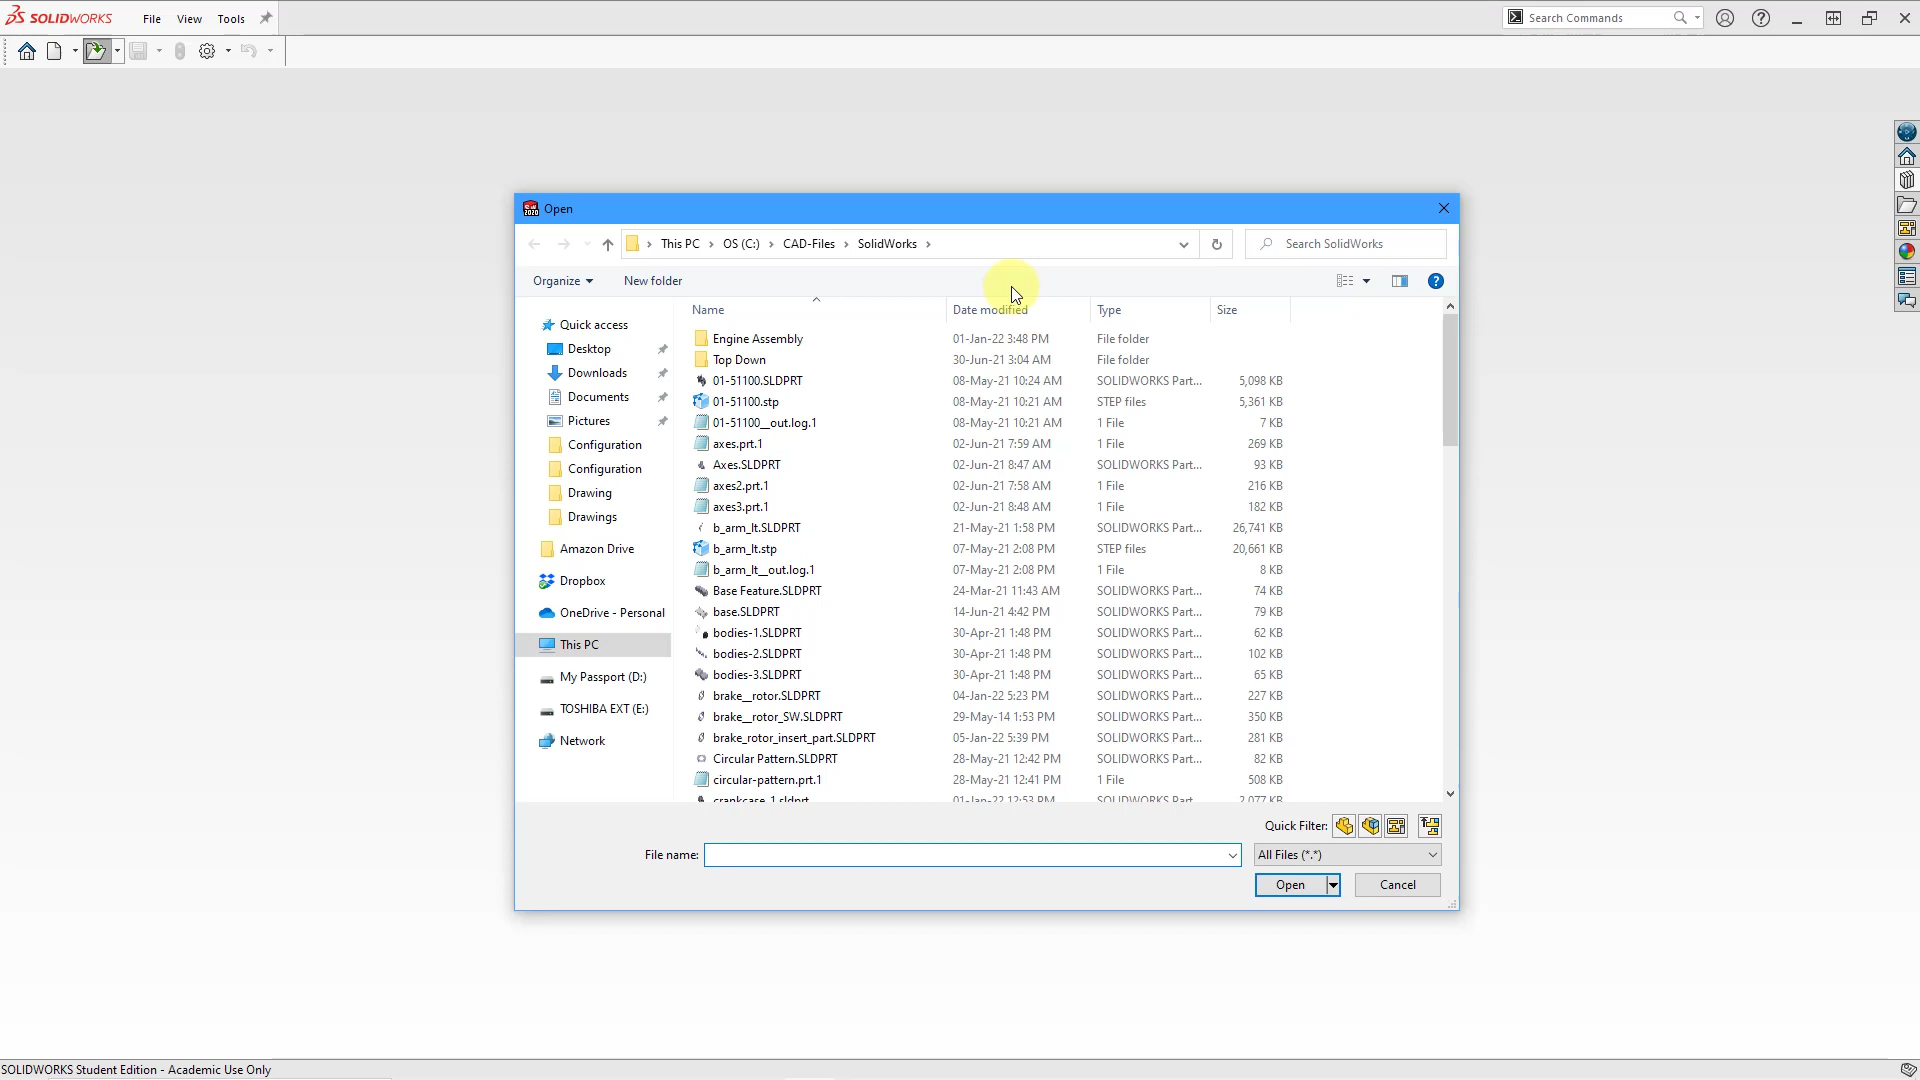 SOLIDWORKS File View Tools Search Commands
Open
This PC OS (C:) CAD-Files SolidWorks Search SolidWorks
Organize New folder
Name Date modified Type Size
Quick access
Desktop
Downloads
Documents
Pictures
Configuration
Configuration
Drawing
Drawings
Amazon Drive
Dropbox
OneDrive - Personal
This PC
My Passport (D:)
TOSHIBA EXT (E:)
Network
Engine Assembly 01-Jan-22 3:48 PM File folder
Top Down 30-Jun-21 3:04 AM File folder
01-51100.SLDPRT 08-May-21 10:24 AM SOLIDWORKS Part... 5,098 KB
01-51100.stp 08-May-21 10:21 AM STEP files 5,361 KB
01-51100__out.log.1 08-May-21 10:21 AM 1 File 7 KB
axes.prt.1 02-Jun-21 7:59 AM 1 File 269 KB
Axes.SLDPRT 02-Jun-21 8:47 AM SOLIDWORKS Part... 93 KB
axes2.prt.1 02-Jun-21 7:58 AM 1 File 216 KB
axes3.prt.1 02-Jun-21 8:48 AM 1 File 182 KB
b_arm_lt.SLDPRT 21-May-21 1:58 PM SOLIDWORKS Part... 26,741 KB
b_arm_lt.stp 07-May-21 2:08 PM STEP files 20,661 KB
b_arm_lt__out.log.1 07-May-21 2:08 PM 1 File 8 KB
Base Feature.SLDPRT 24-Mar-21 11:43 AM SOLIDWORKS Part... 74 KB
base.SLDPRT 14-Jun-21 4:42 PM SOLIDWORKS Part... 79 KB
bodies-1.SLDPRT 30-Apr-21 1:48 PM SOLIDWORKS Part... 62 KB
bodies-2.SLDPRT 30-Apr-21 1:48 PM SOLIDWORKS Part... 102 KB
bodies-3.SLDPRT 30-Apr-21 1:48 PM SOLIDWORKS Part... 65 KB
brake__rotor.SLDPRT 04-Jan-22 5:23 PM SOLIDWORKS Part... 227 KB
brake__rotor_SW.SLDPRT 29-May-14 1:53 PM SOLIDWORKS Part... 350 KB
brake_rotor_insert_part.SLDPRT 05-Jan-22 5:39 PM SOLIDWORKS Part... 281 KB
Circular Pattern.SLDPRT 28-May-21 12:42 PM SOLIDWORKS Part... 82 KB
circular-pattern.prt.1 28-May-21 12:41 PM 1 File 508 KB
crankcase_1.sldprt 01-Jan-22 12:53 PM SOLIDWORKS Part 2,077 KB
Quick Filter:
File name: All Files (*.*)
Open Cancel
SOLIDWORKS Student Edition - Academic Use Only